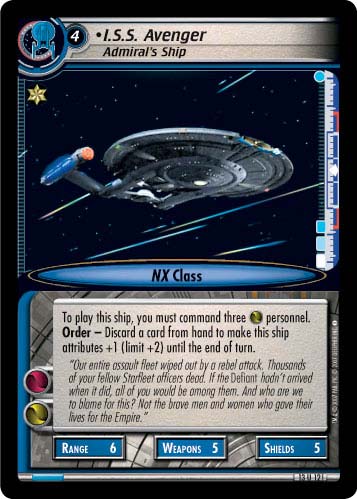 4
•I.S.S. Avenger
Admiral's Ship
NX Class
To play this ship, you must command three personnel.
Order – Discard a card from hand to make this ship
attributes +1 (limit +2) until the end of turn.
"Our entire assault fleet wiped out by a rebel attack. Thousands
of your fellow Starfleet officers dead. If the Defiant hadn't arrived
when it did, all of you would be among them. And who are we
to blame for this? Not the brave men and women who gave their
lives for the Empire."
RANGE 6
WEAPONS 5
SHIELDS 5
13 U 121